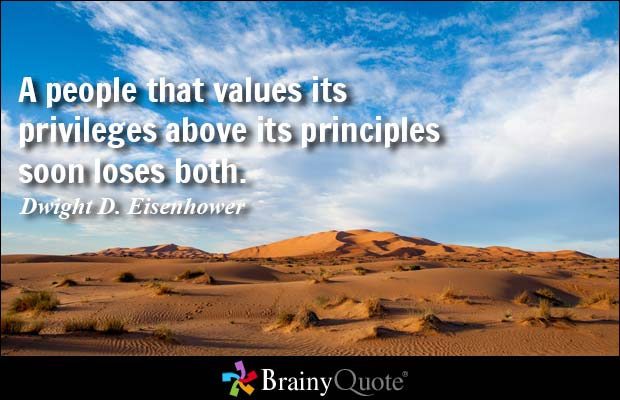 A people that values its
privileges above its principles
soon loses both.
Dwight D. Eisenhower
BrainyQuote®